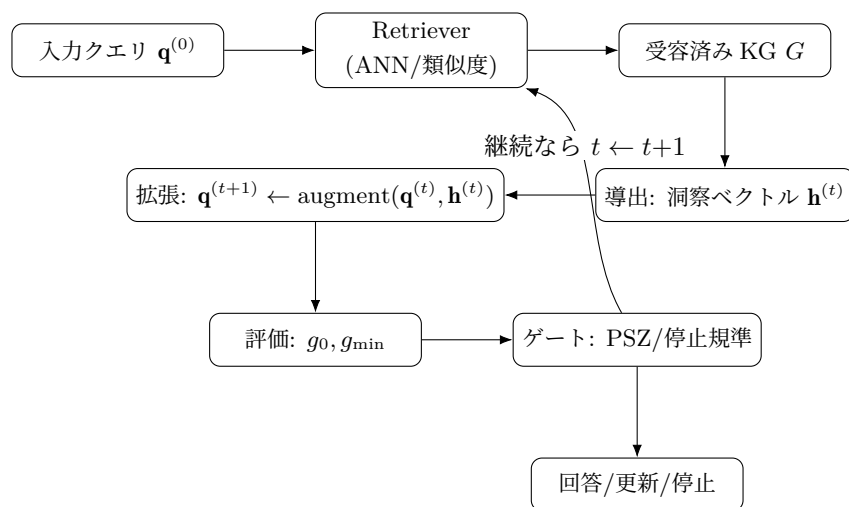 入力クエリ q^(0)
Retriever
(ANN/類似度)
受容済み KG G
継続なら t ← t+1
拡張: q^(t+1) ← augment(q^(t), h^(t))
導出: 洞察ベクトル h^(t)
評価: g_0, g_min
ゲート: PSZ/停止規準
回答/更新/停止